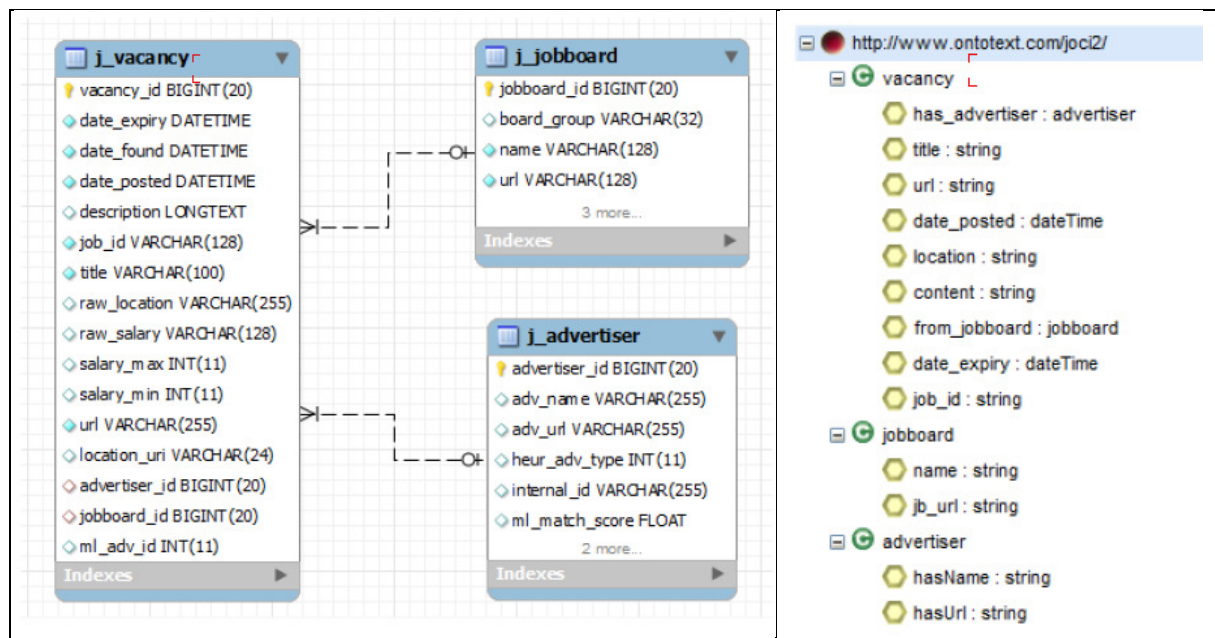 j_vacancy
vacancy_id BIGINT(20)
date_expiry DATETIME
date_found DATETIME
date_posted DATETIME
description LONGTEXT
job_id VARCHAR(128)
title VARCHAR(100)
raw_location VARCHAR(255)
raw_salary VARCHAR(128)
salary_max INT(11)
salary_min INT(11)
url VARCHAR(255)
location_uri VARCHAR(24)
advertiser_id BIGINT(20)
jobboard_id BIGINT(20)
ml_adv_id INT(11)
Indexes
j_jobboard
jobboard_id BIGINT(20)
board_group VARCHAR(32)
name VARCHAR(128)
url VARCHAR(128)
3 more...
Indexes
j_advertiser
advertiser_id BIGINT(20)
adv_name VARCHAR(255)
adv_url VARCHAR(255)
heur_adv_type INT(11)
internal_id VARCHAR(255)
ml_match_score FLOAT
2 more...
Indexes
http://www.ontotext.com/joci2/
vacancy
has_advertiser : advertiser
title : string
url : string
date_posted : dateTime
location : string
content : string
from_jobboard : jobboard
date_expiry : dateTime
job_id : string
jobboard
name : string
jb_url : string
advertiser
hasName : string
hasUrl : string